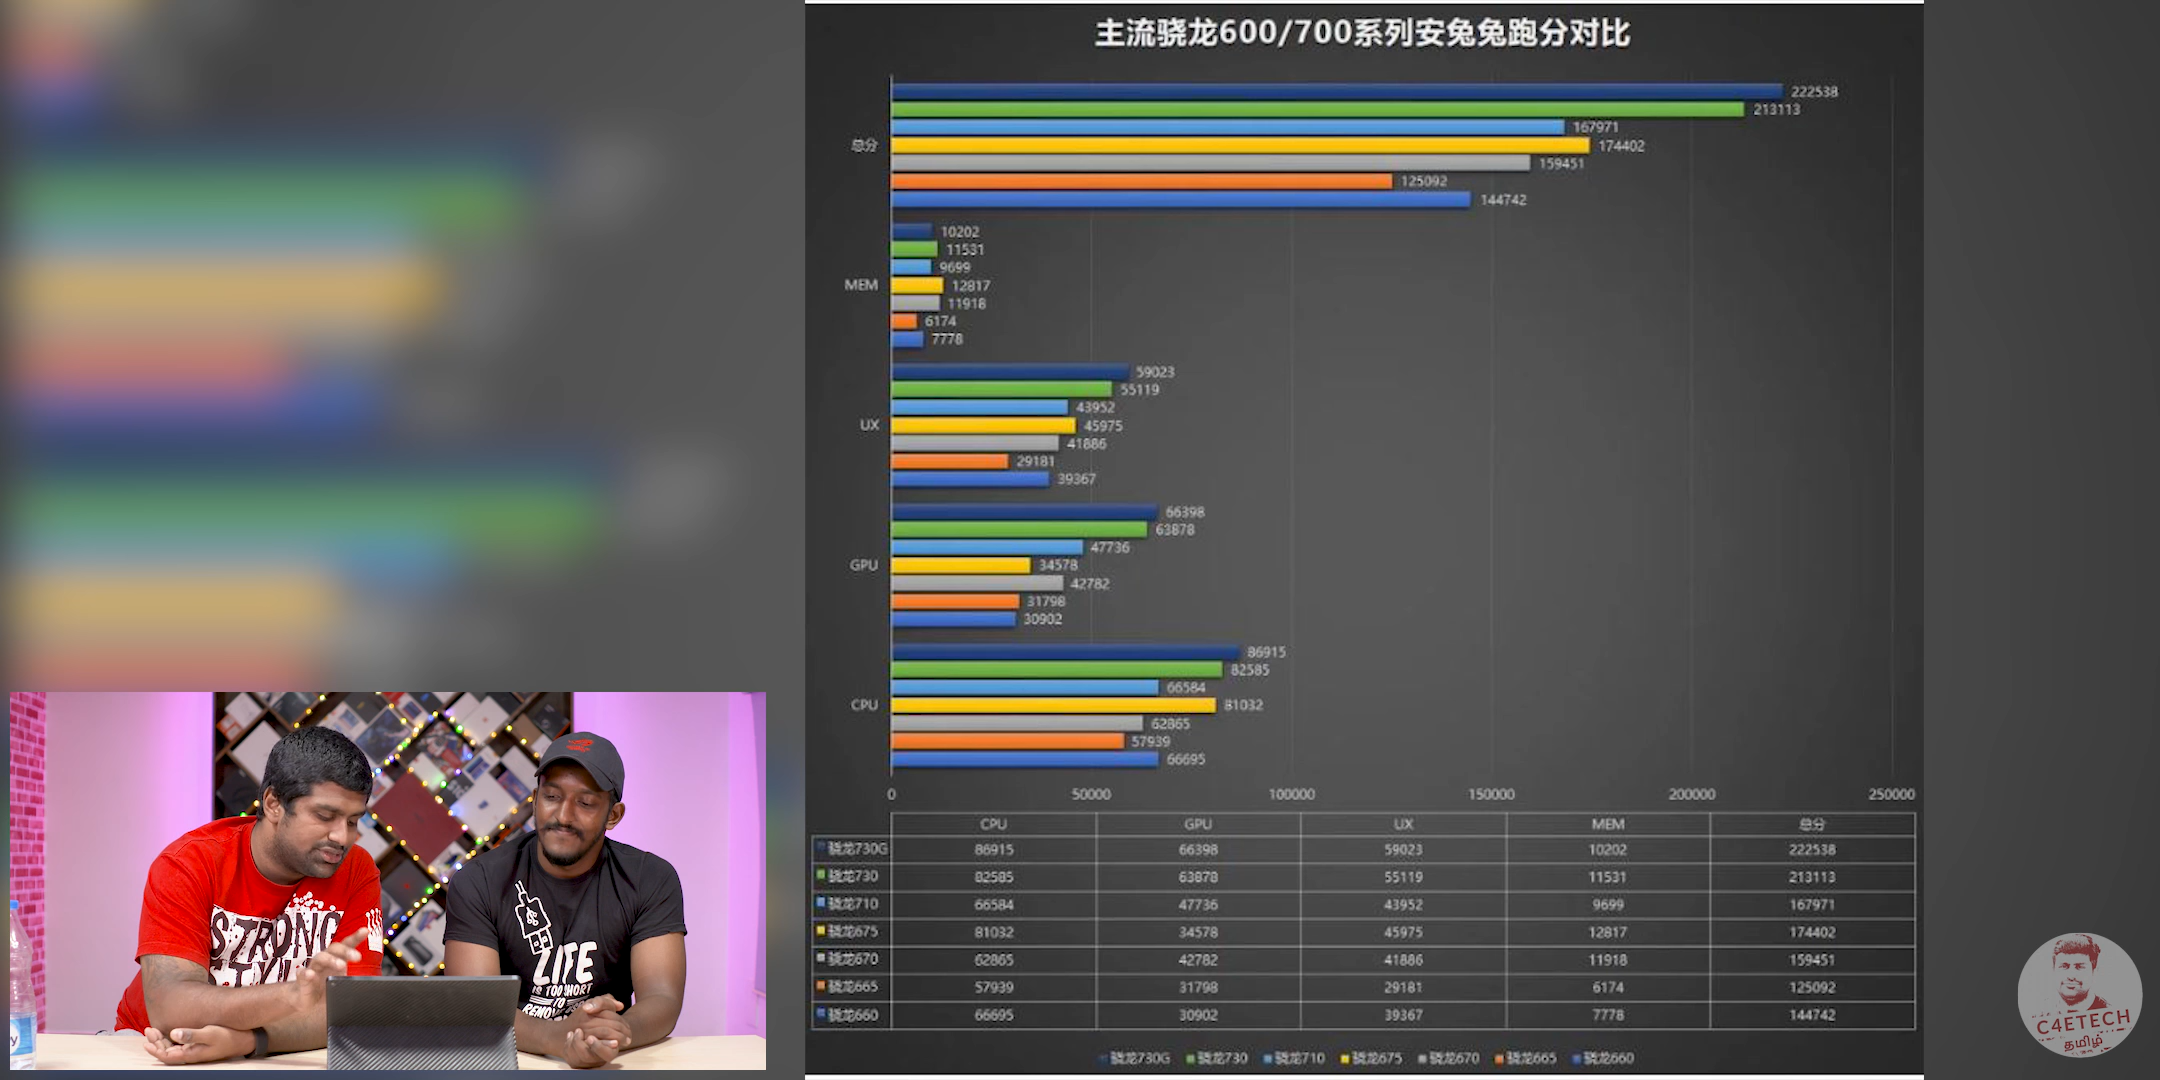 主流骁龙600/700系列安兔兔跑分对比
总分
222538
213113
167971
174402
159451
125092
144742
MEM
10202
11531
9699
12817
11918
6174
7778
UX
59023
55119
43952
45975
41886
29181
39367
GPU
66398
63878
47736
34578
42782
31798
30902
CPU
86915
82585
66584
81032
62865
57939
66695
0 50000 100000 150000 200000 250000
CPU GPU UX MEM 总分
骁龙730G 86915 66398 59023 10202 222538
骁龙730 82585 63878 55119 11531 213113
骁龙710 66584 47736 43952 9699 167971
骁龙675 81032 34578 45975 12817 174402
骁龙670 62865 42782 41886 11918 159451
骁龙665 57939 31798 29181 6174 125092
骁龙660 66695 30902 39367 7778 144742
骁龙730G 骁龙730 骁龙710 骁龙675 骁龙670 骁龙665 骁龙660
STRONG
LIFE
IS TOO SHORT
TO
C4ETECH
தமிழ்